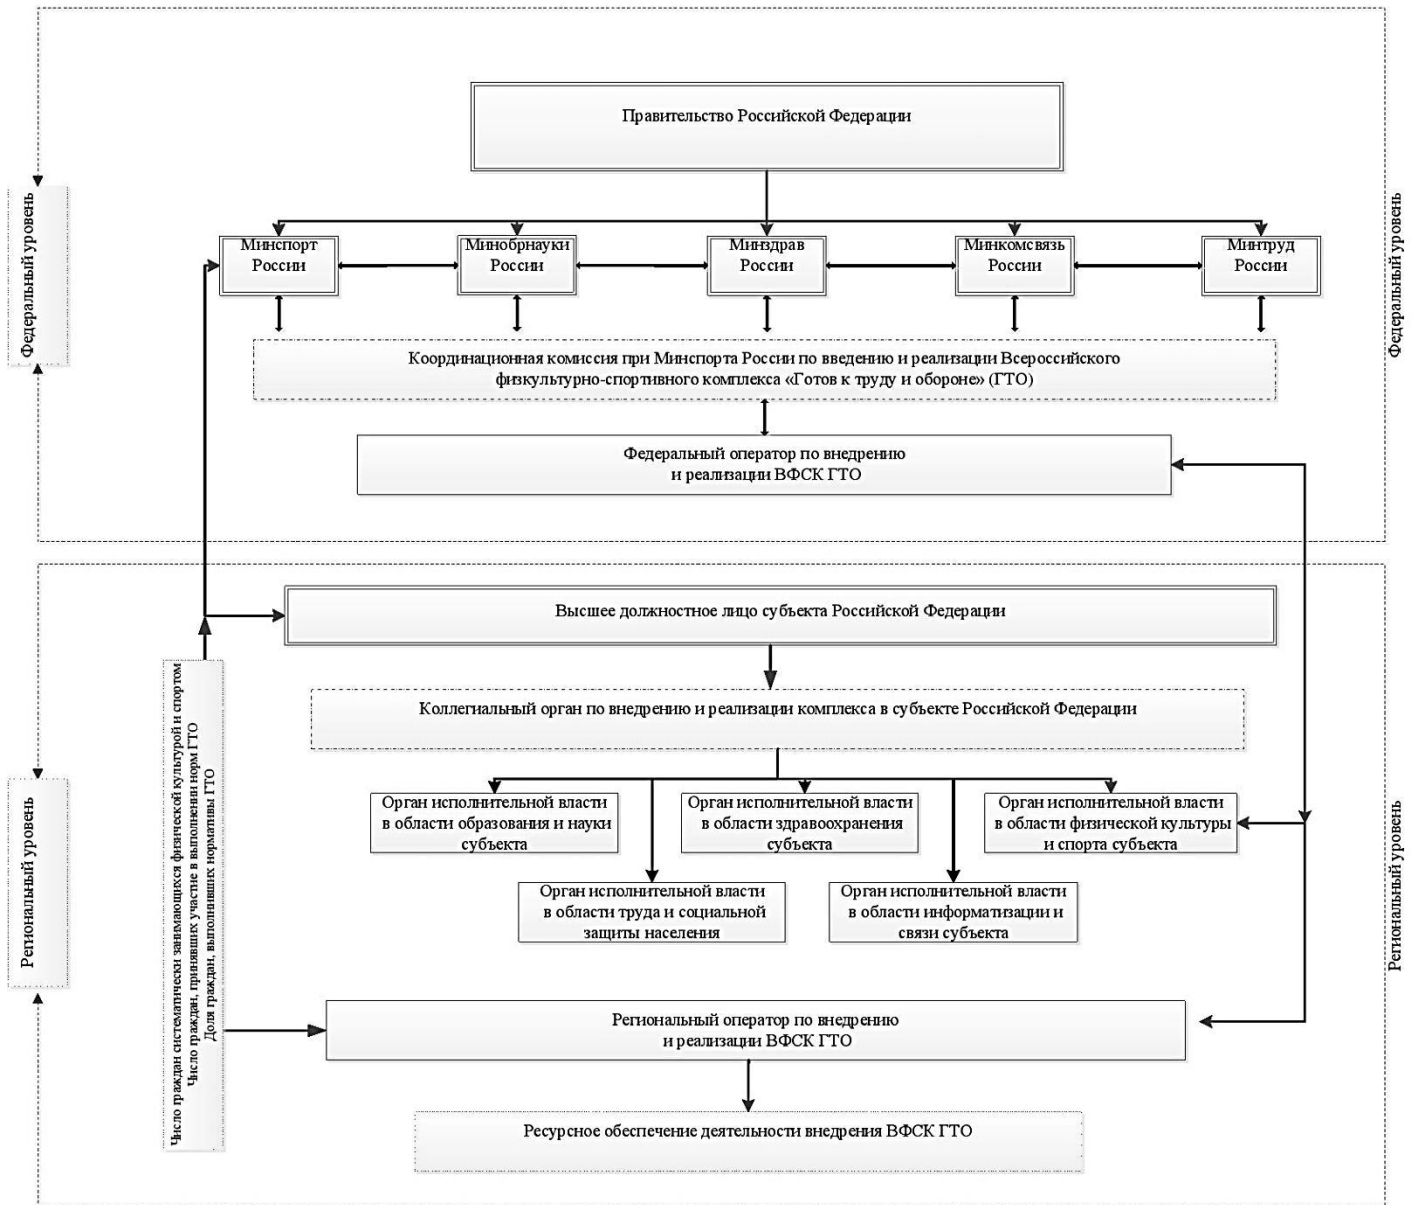 Правительство Российской Федерации
Федеральный уровень
Федеральный уровень
Минспорт
России
Минобрнауки
России
Минздрав
России
Минкомсвязь
России
Минтруд
России
Координационная комиссия при Минспорта России по введению и реализации Всероссийского
физкультурно-спортивного комплекса «Готов к труду и обороне» (ГТО)
Федеральный оператор по внедрению
и реализации ВФСК ГТО
Высшее должностное лицо субъекта Российской Федерации
Коллегиальный орган по внедрению и реализации комплекса в субъекте Российской Федерации
Региональный уровень
Региональный уровень
Число граждан систематически занимающихся физической культурой и спортом
Число граждан, принявших участие в выполнении норм ГТО
Доля граждан, выполнивших нормативы ГТО
Орган исполнительной власти
в области образования и науки
субъекта
Орган исполнительной власти
в области здравоохранения
субъекта
Орган исполнительной власти
в области физической культуры
и спорта субъекта
Орган исполнительной власти
в области труда и социальной
защиты населения
Орган исполнительной власти
в области информатизации и
связи субъекта
Региональный оператор по внедрению
и реализации ВФСК ГТО
Ресурсное обеспечение деятельности внедрения ВФСК ГТО